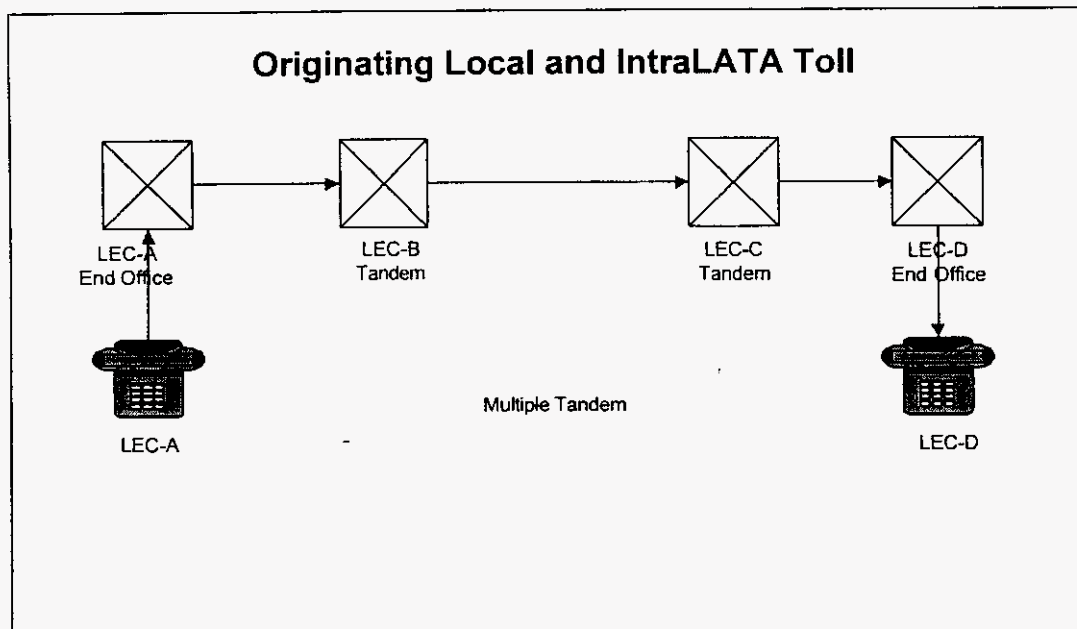 Originating Local and IntraLATA Toll
LEC-A
End Office
LEC-B
Tandem
LEC-C
Tandem
LEC-D
End Office
Multiple Tandem
LEC-A
LEC-D